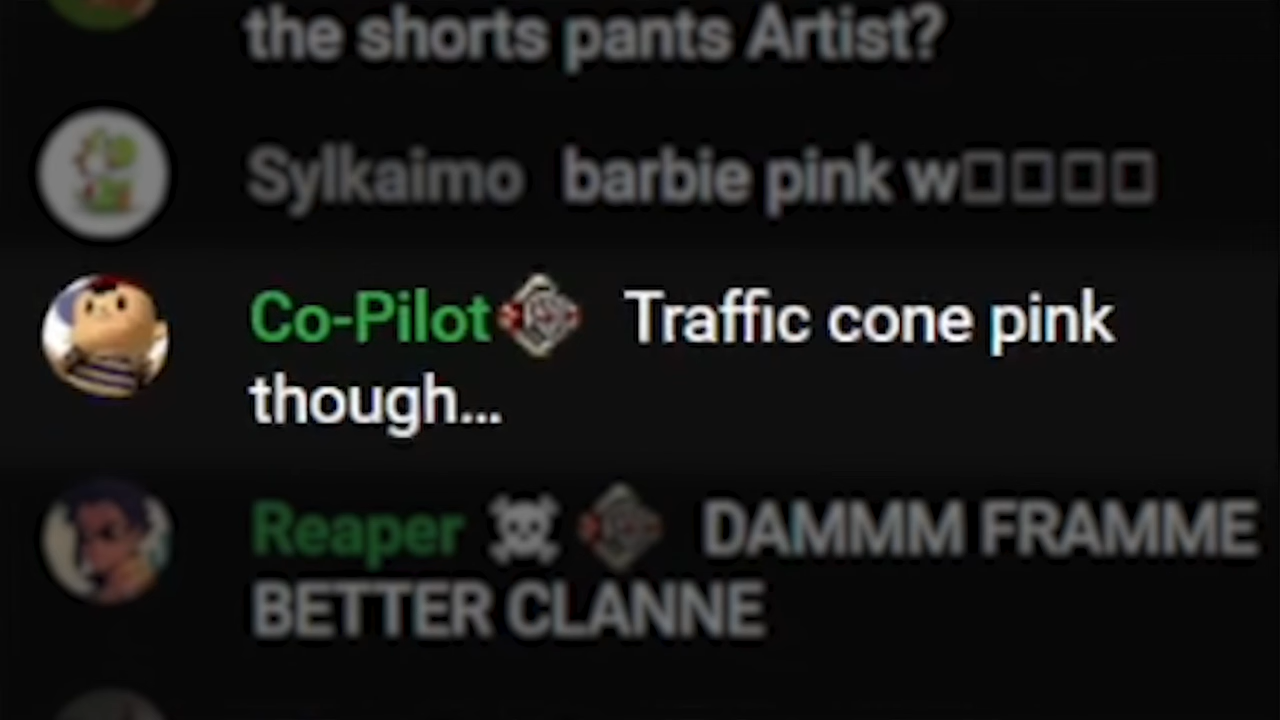 the shorts pants Artist?
Sylkaimo barbie pink w□□□□
Co-Pilot Traffic cone pink
though...
Reaper ☠ DAMMM FRAMME
BETTER CLANNE